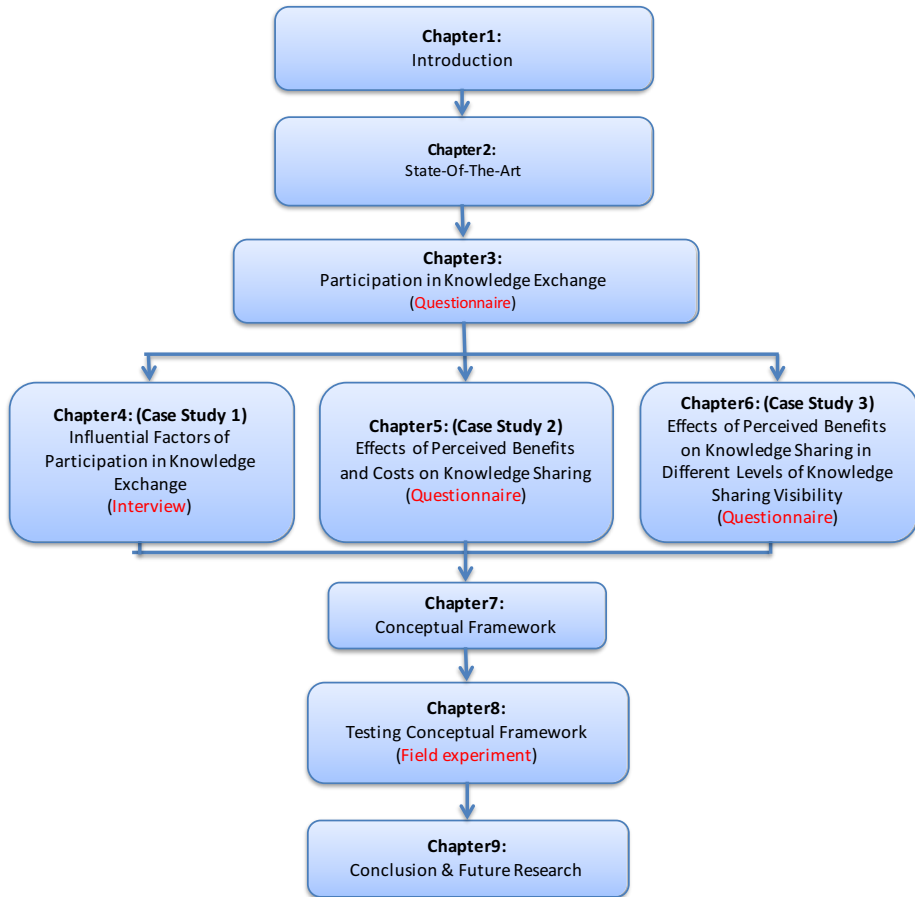 Chapter1:
Introduction
Chapter2:
State-Of-The-Art
Chapter3:
Participation in Knowledge Exchange
(Questionnaire)
Chapter4: (Case Study 1)
Influential Factors of
Participation in Knowledge
Exchange
(Interview)
Chapter5: (Case Study 2)
Effects of Perceived Benefits
and Costs on Knowledge Sharing
(Questionnaire)
Chapter6: (Case Study 3)
Effects of Perceived Benefits
on Knowledge Sharing in
Different Levels of Knowledge
Sharing Visibility
(Questionnaire)
Chapter7:
Conceptual Framework
Chapter8:
Testing Conceptual Framework
(Field experiment)
Chapter9:
Conclusion & Future Research